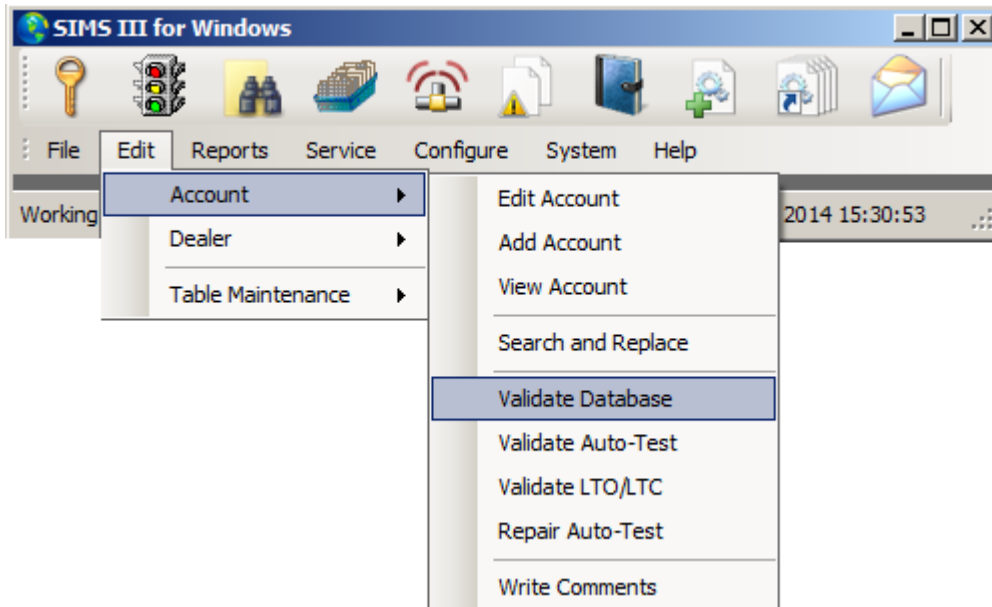 SIMS III for Windows
File Edit Reports Service Configure System Help
Working 2014 15:30:53
Account
Dealer
Table Maintenance
Edit Account
Add Account
View Account
Search and Replace
Validate Database
Validate Auto-Test
Validate LTO/LTC
Repair Auto-Test
Write Comments